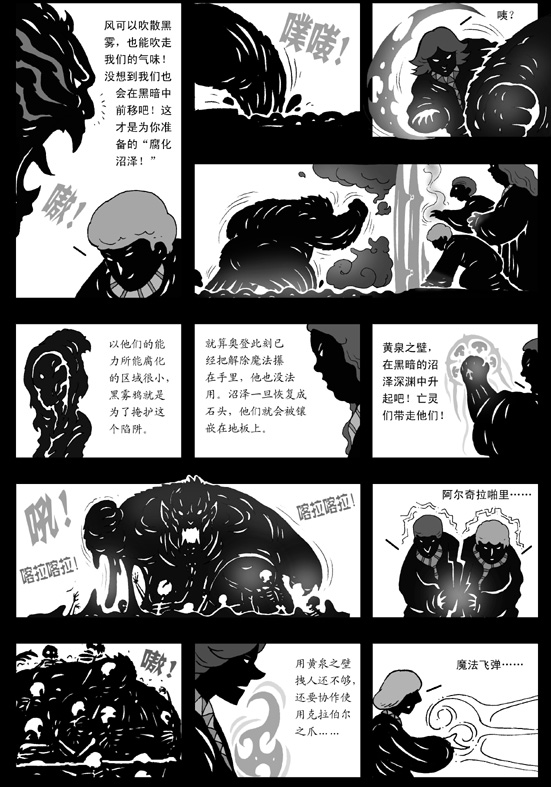 风可以吹散黑
雾，也能吹走
我们的气味！
没想到我们也
会在黑暗中
前移吧！这
才是为你准
备的“腐化
沼泽！”
嗷！
噗嗤！
咦？
以他们的能
力所能腐化
的区域很小，
黑雾鸦就是
为了掩护这
个陷阱。
就算奥登此刻已
经把解除魔法攥
在手里，他也没法
用。沼泽一旦恢复成
石头，他们就会被镶
嵌在地板上。
黄泉之壁，
在黑暗的沼
泽深渊中升
起吧！亡灵
们带走他们！
吼！
喀拉喀拉！
喀拉喀拉！
阿尔奇拉啪里……
嗷！
用黄泉之壁
拽人还不够，
还要协作使
用克拉伯尔
之爪……
魔法飞弹……